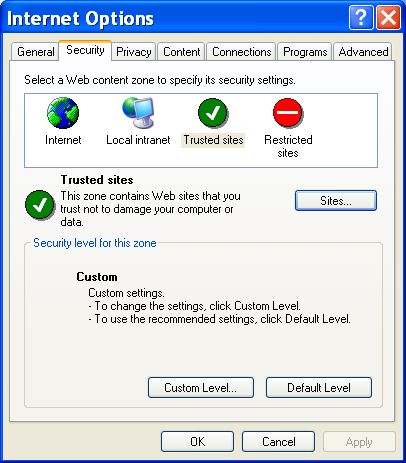 Internet Options
General Security Privacy Content Connections Programs Advanced
Select a Web content zone to specify its security settings.
Internet Local intranet Trusted sites Restricted
sites
Trusted sites
This zone contains Web sites that you
trust not to damage your computer or
data.
Sites...
Security level for this zone
Custom
Custom settings.
- To change the settings, click Custom Level.
- To use the recommended settings, click Default Level.
Custom Level... Default Level
OK Cancel Apply